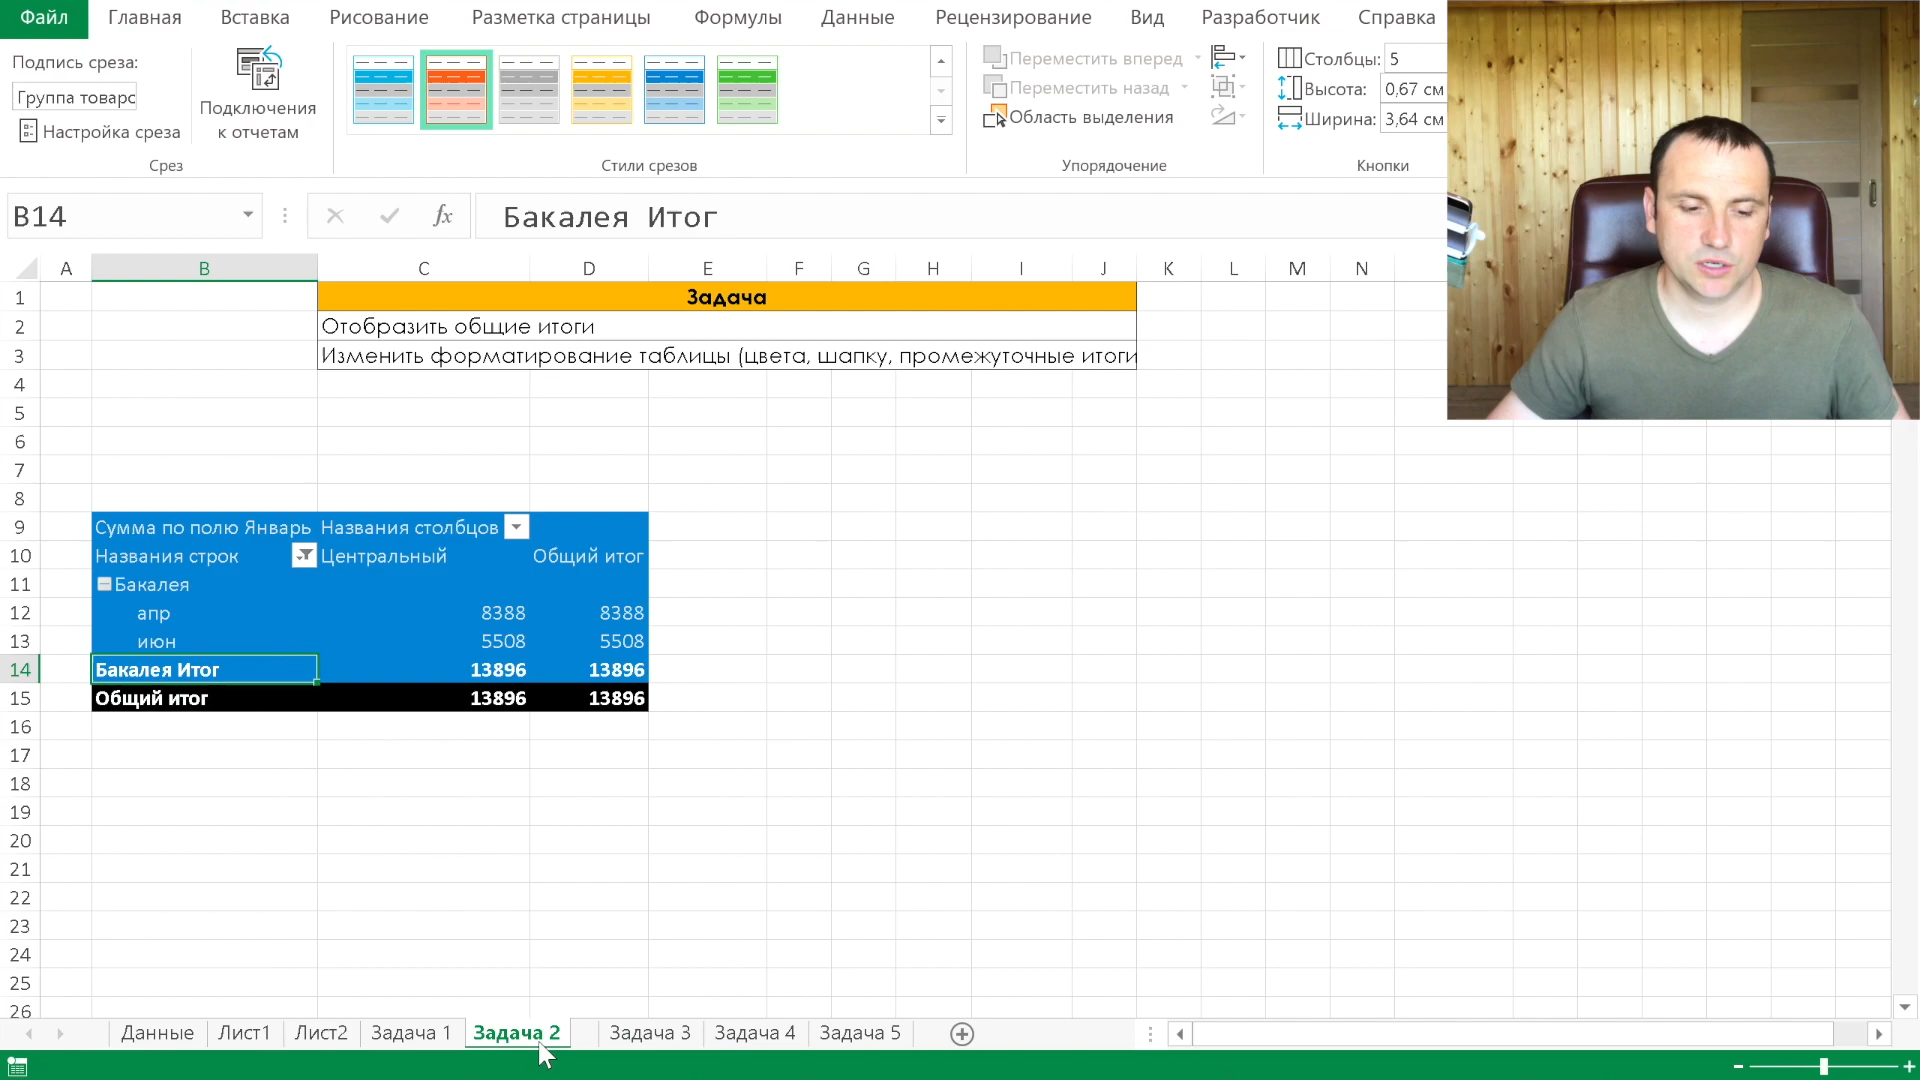 Файл Главная Вставка Рисование Разметка страницы Формулы Данные Рецензирование Вид Разработчик Справка
Подпись среза:
Группа товарс
Настройка среза
Подключения
к отчетам
Срез
Стили срезов
Переместить вперед
Переместить назад
Область выделения
Упорядочение
Столбцы: 5
Высота: 0,67 см
Ширина: 3,64 см
Кнопки
B14 fx Бакалея Итог
A B C D E F G H I J K L M N
1 Задача
2 Отобразить общие итоги
3 Изменить форматирование таблицы (цвета, шапку, промежуточные итоги
4
5
6
7
8
9 Сумма по полю Январь Названия столбцов
10 Названия строк Центральный Общий итог
11 Бакалея
12 апр 8388 8388
13 июн 5508 5508
14 Бакалея Итог 13896 13896
15 Общий итог 13896 13896
16
17
18
19
20
21
22
23
24
25
26
Данные Лист1 Лист2 Задача 1 Задача 2 Задача 3 Задача 4 Задача 5